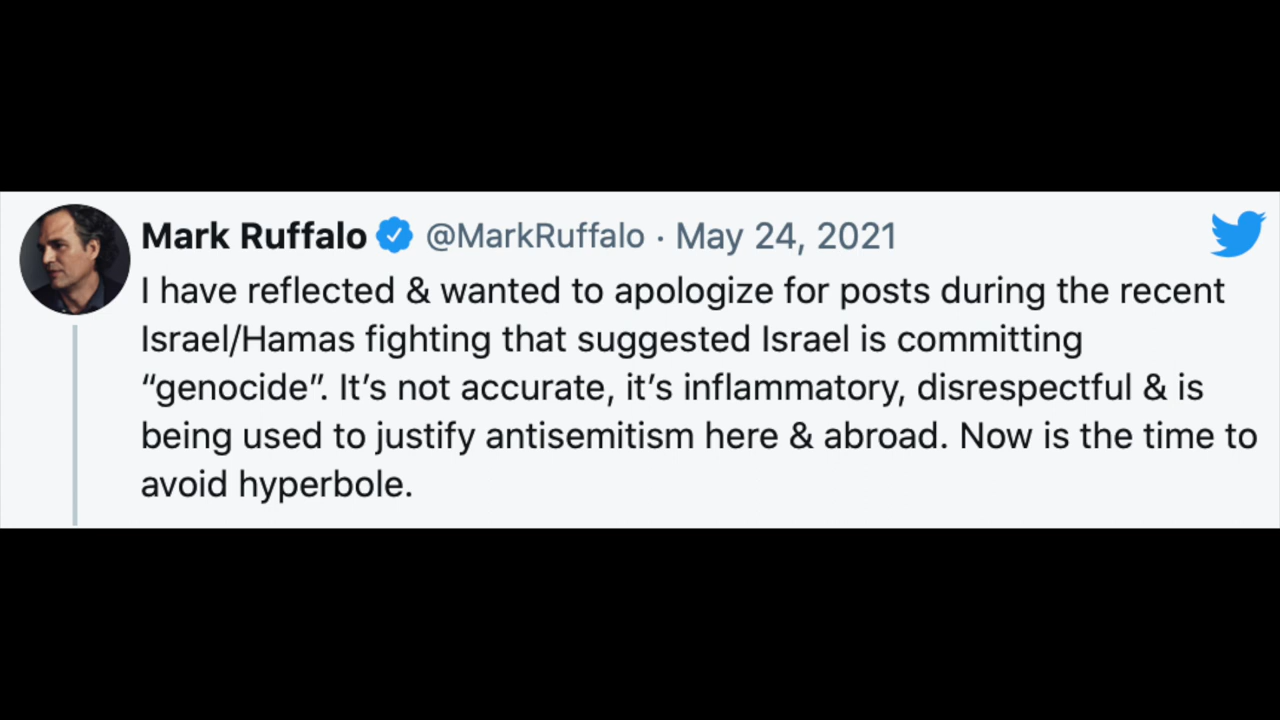 Mark Ruffalo @MarkRuffalo · May 24, 2021
I have reflected & wanted to apologize for posts during the recent
Israel/Hamas fighting that suggested Israel is committing
“genocide”. It’s not accurate, it’s inflammatory, disrespectful & is
being used to justify antisemitism here & abroad. Now is the time to
avoid hyperbole.